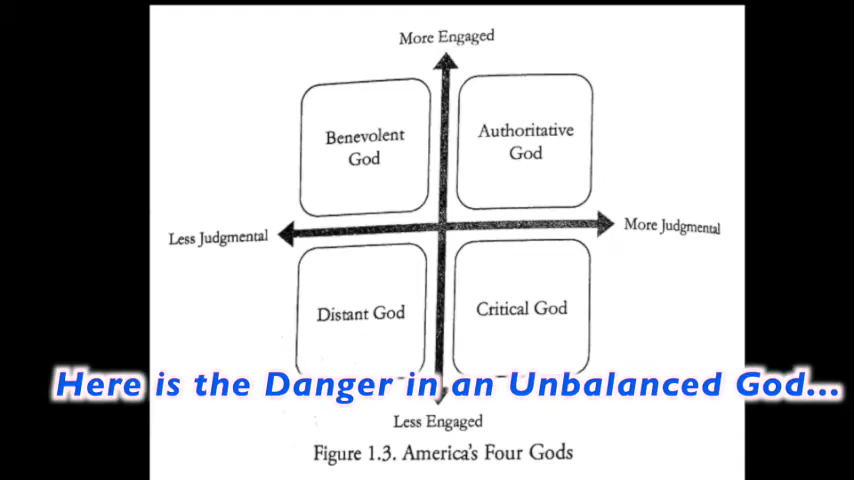 More Engaged
Benevolent
God
Authoritative
God
Less Judgmental
More Judgmental
Distant God
Critical God
Here is the Danger in an Unbalanced God...
Less Engaged
Figure 1.3. America's Four Gods